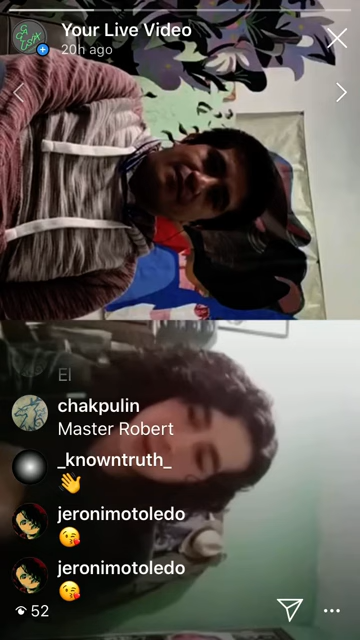 Your Live Video
20h ago
El
chakpulin
Master Robert
_knowntruth_
👋
jeronimotoledo
😘
jeronimotoledo
😘
52